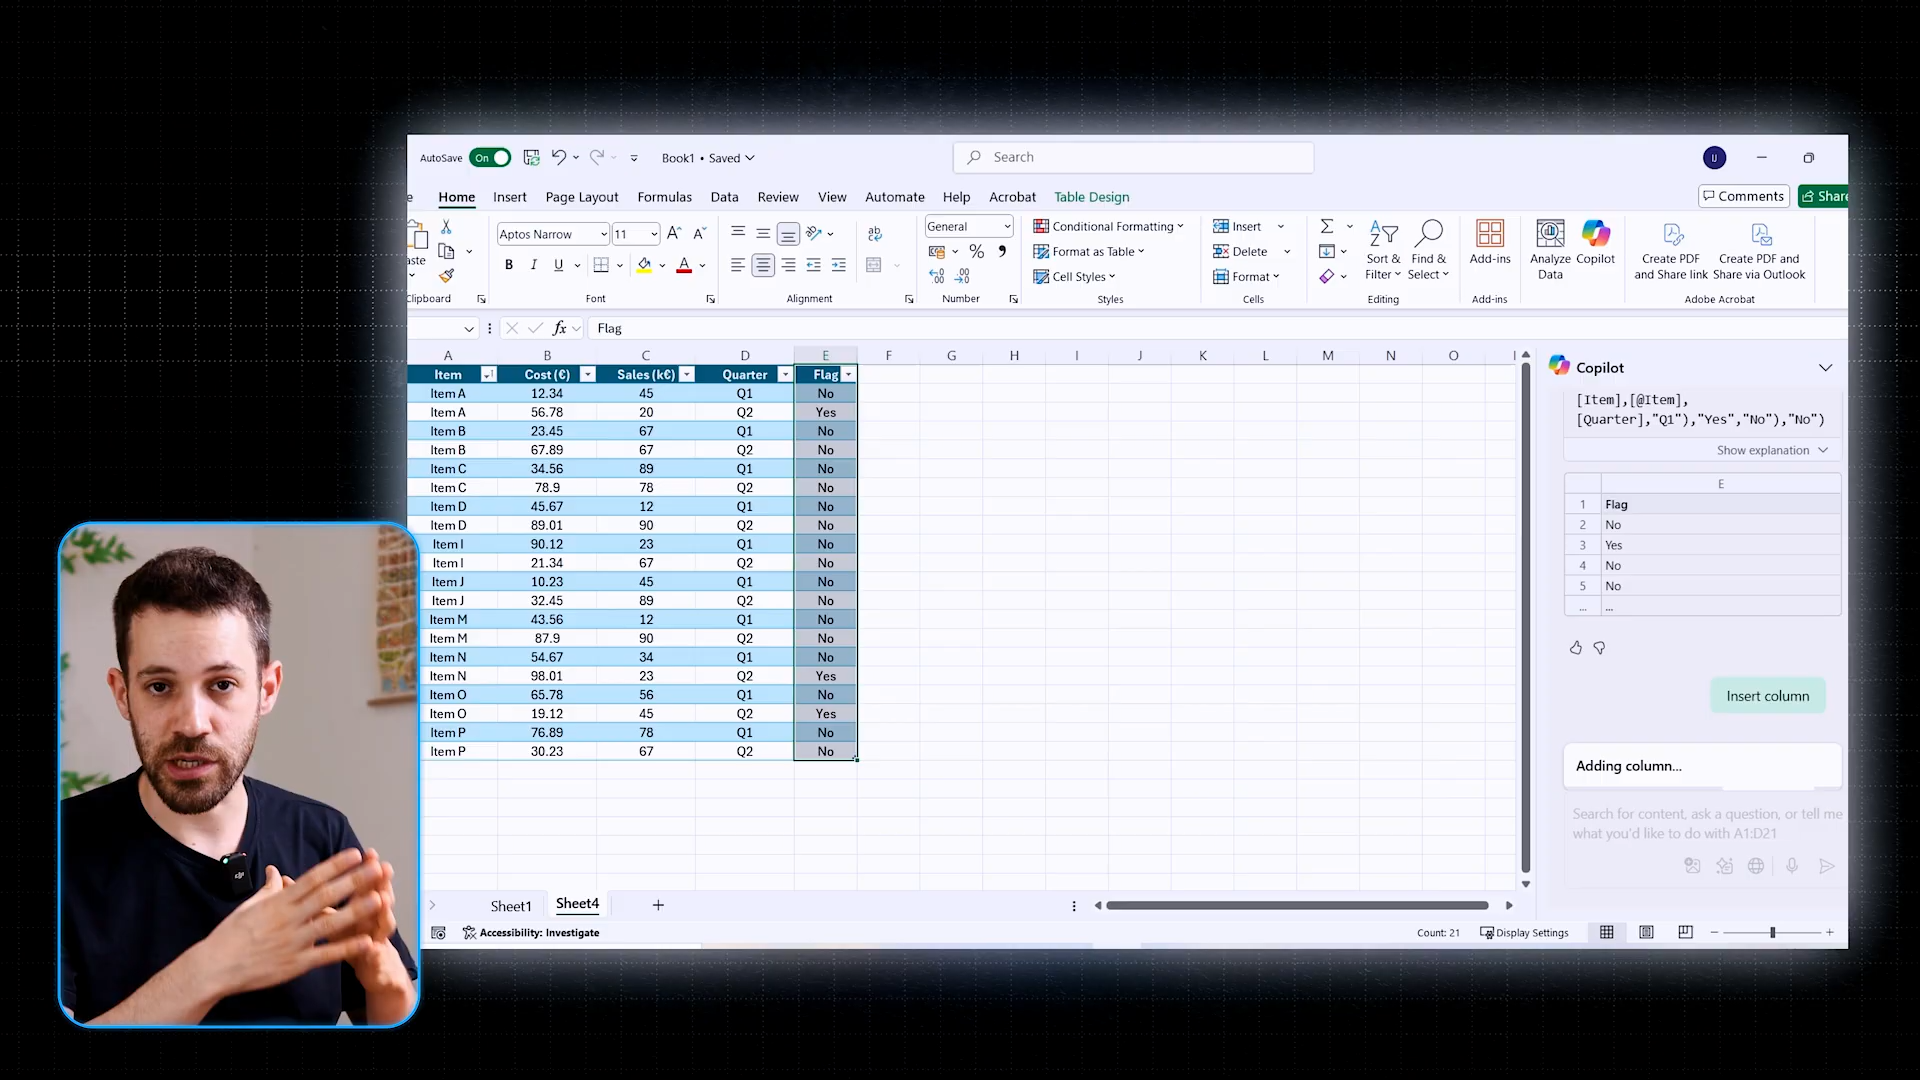 AutoSave On Book1 • Saved Search
Home Insert Page Layout Formulas Data Review View Automate Help Acrobat Table Design Comments Share
Aptos Narrow 11 General Conditional Formatting Insert
Format as Table Delete Sort & Filter Find & Select Add-ins Analyze Data Copilot Create PDF and Share link Create PDF and Share via Outlook
B I U Cell Styles Format
Clipboard Font Alignment Number Styles Cells Editing Add-ins Adobe Acrobat
fx Flag
A B C D E F G H I J K L M N O
Item Cost (€) Sales (k€) Quarter Flag
Item A 12.34 45 Q1 No
Item A 56.78 20 Q2 Yes
Item B 23.45 67 Q1 No
Item B 67.89 67 Q2 No
Item C 34.56 89 Q1 No
Item C 78.9 78 Q2 No
Item D 45.67 12 Q1 No
Item D 89.01 90 Q2 No
Item I 90.12 23 Q1 No
Item I 21.34 67 Q2 No
Item J 10.23 45 Q1 No
Item J 32.45 89 Q2 No
Item M 43.56 12 Q1 No
Item M 87.9 90 Q2 No
Item N 54.67 34 Q1 No
Item N 98.01 23 Q2 Yes
Item O 65.78 56 Q1 No
Item O 19.12 45 Q2 Yes
Item P 76.89 78 Q1 No
Item P 30.23 67 Q2 No
Copilot
[Item],[@Item],
[Quarter],"Q1"),"Yes","No"),"No")
Show explanation
E
1 Flag
2 No
3 Yes
4 No
5 No
... ...
Insert column
Adding column...
Search for content, ask a question, or tell me
what you'd like to do with A1:D21
Sheet1 Sheet4
Accessibility: Investigate Count: 21 Display Settings